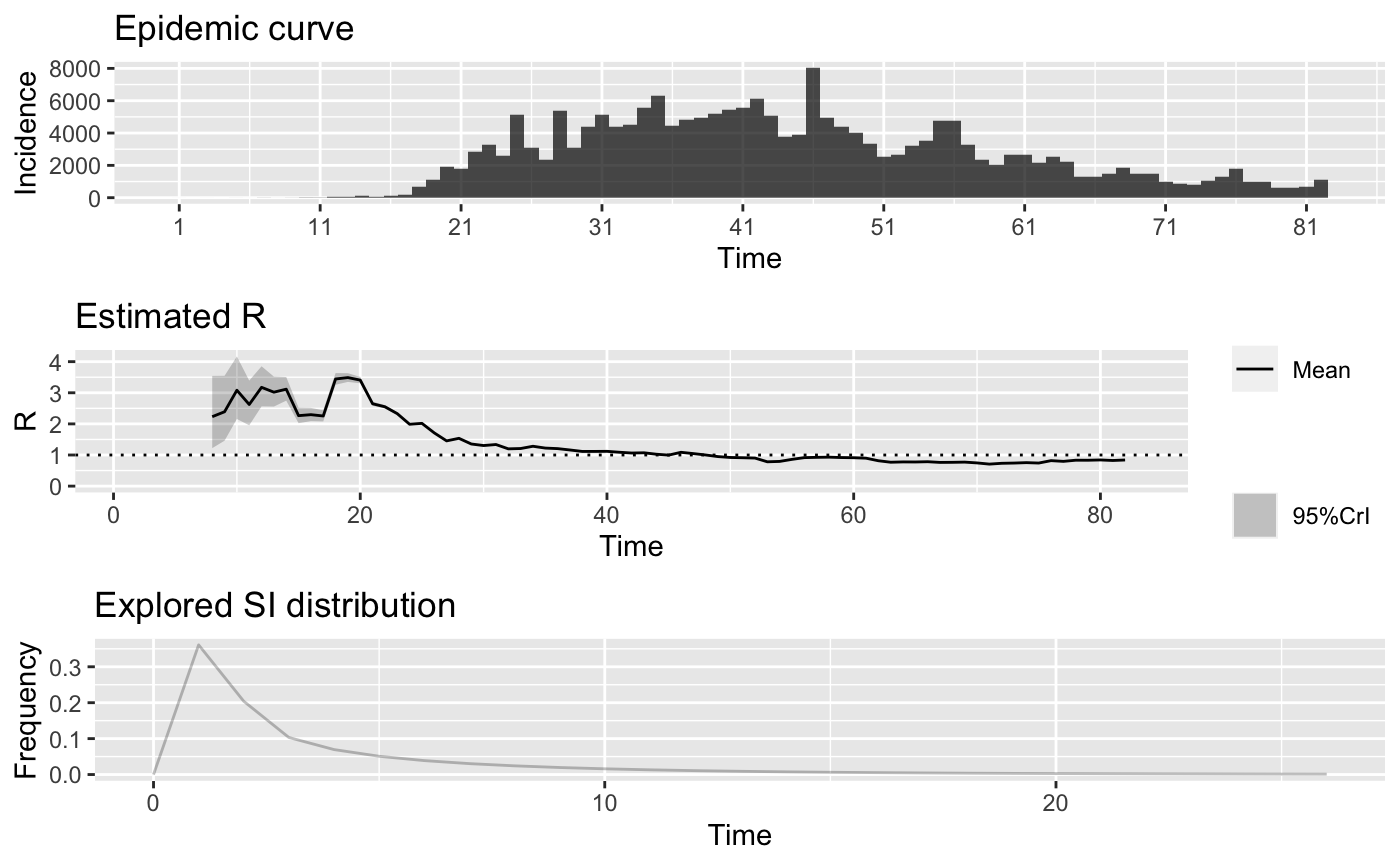 Epidemic curve
Incidence
8000
6000
4000
2000
0
1 11 21 31 41 51 61 71 81
Time
Estimated R
R
4
3
2
1
0
0 20 40 60 80
Time
Mean
95%CrI
Explored SI distribution
Frequency
0.3
0.2
0.1
0.0
0 10 20
Time